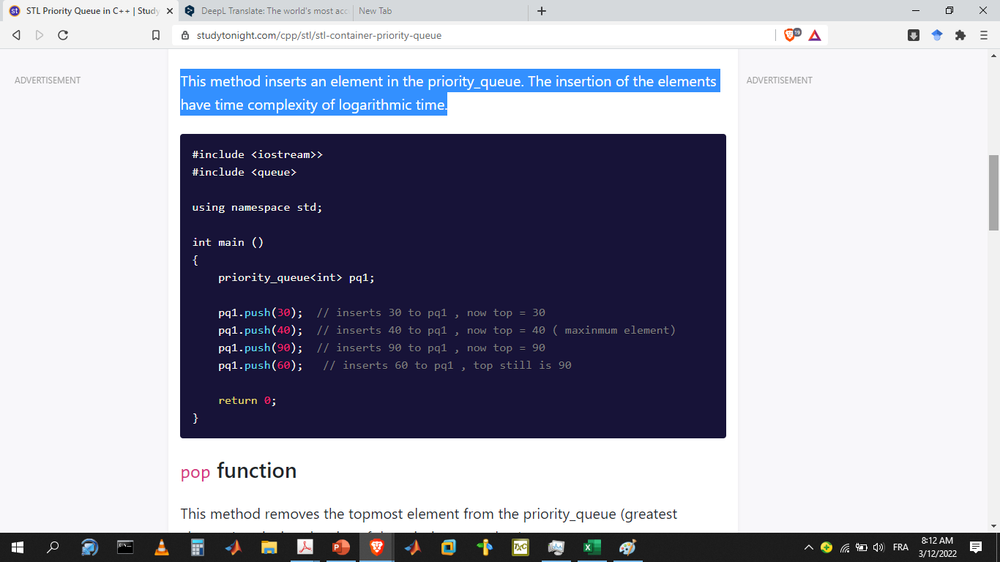 STL Priority Queue in C++ | Study
DeepL Translate: The world's most acc
New Tab
studytonight.com/cpp/stl/stl-container-priority-queue
19
ADVERTISEMENT
ADVERTISEMENT
This method inserts an element in the priority_queue. The insertion of the elements
have time complexity of logarithmic time.
#include <iostream>>
#include <queue>
using namespace std;
int main ()
{
priority_queue<int> pq1;
pq1.push(30); // inserts 30 to pq1 , now top = 30
pq1.push(40); // inserts 40 to pq1 , now top = 40 ( maxinmum element)
pq1.push(90); // inserts 90 to pq1 , now top = 90
pq1.push(60); // inserts 60 to pq1 , top still is 90
return 0;
}
pop function
This method removes the topmost element from the priority_queue (greatest
FRA
8:12 AM
3/12/2022